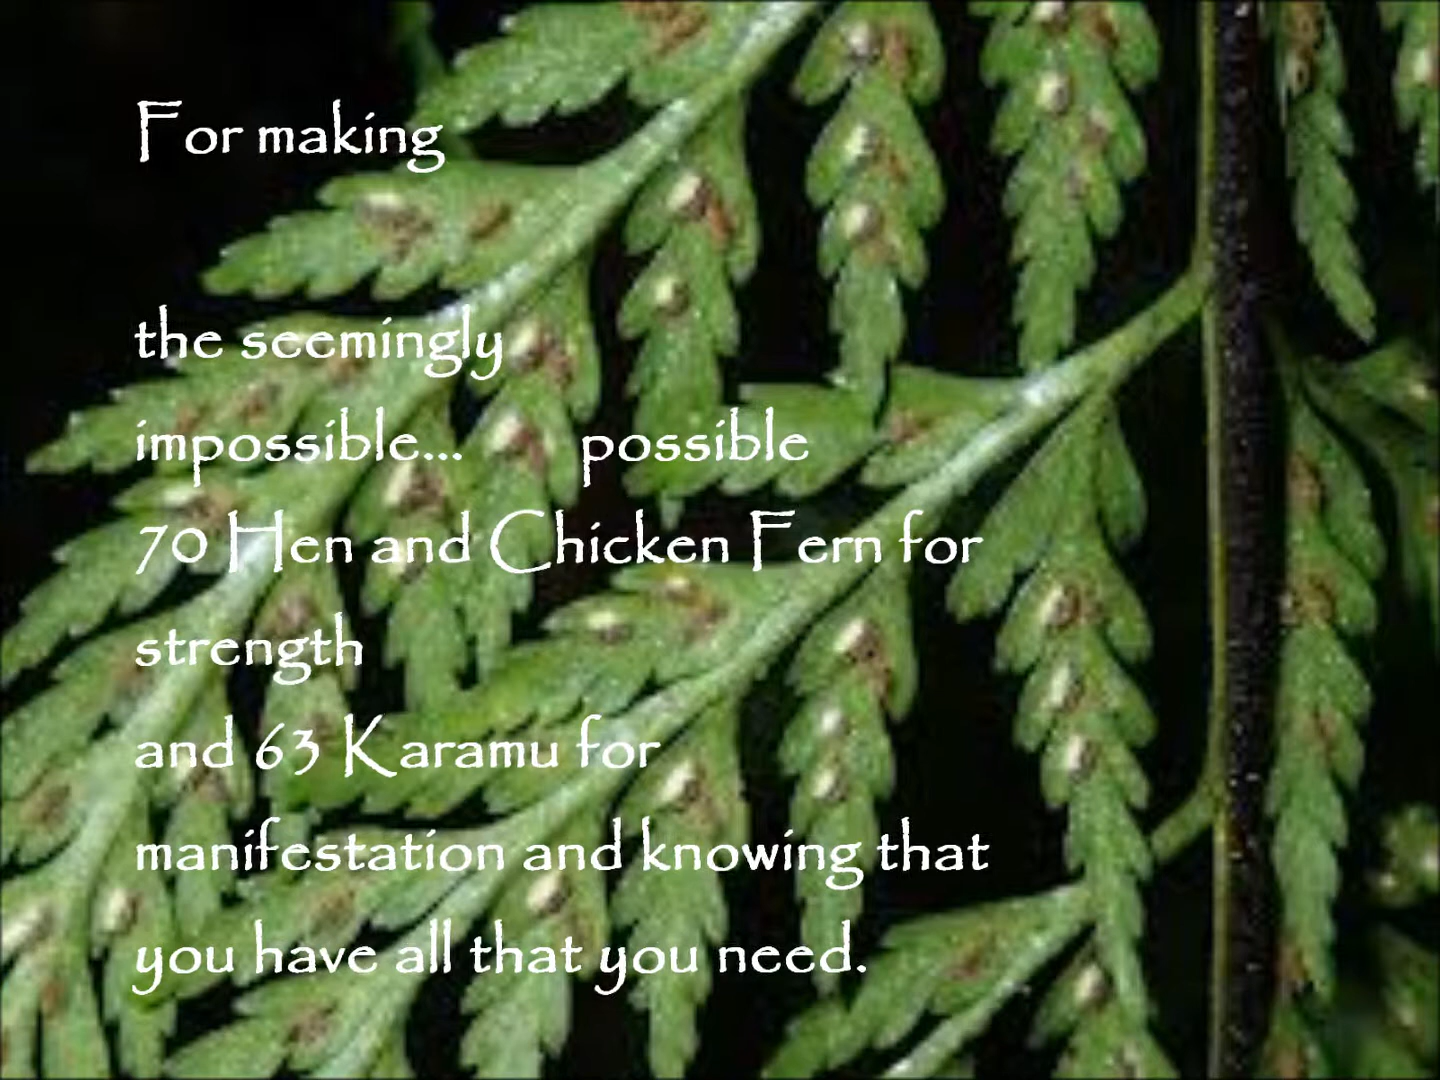 For making
the seemingly
impossible... possible
70 Hen and Chicken Fern for
strength
and 63 Karamu for
manifestation and knowing that
you have all that you need.